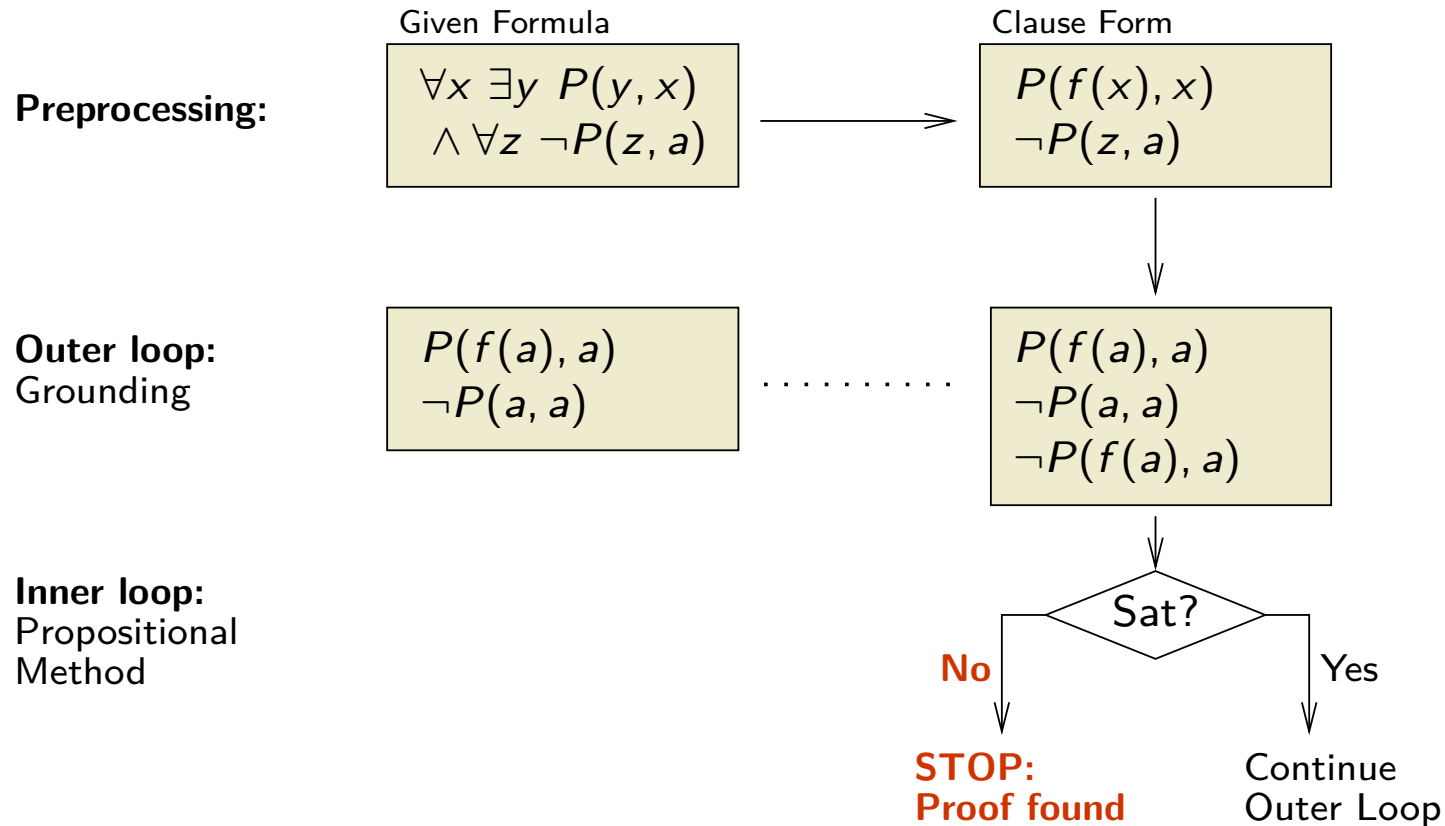 Given Formula
Clause Form
Preprocessing:
∀x ∃y P(y, x)
∧ ∀z ¬P(z, a)
P(f(x), x)
¬P(z, a)
Outer loop:
Grounding
P(f(a), a)
¬P(a, a)
. . . . . . . . . .
P(f(a), a)
¬P(a, a)
¬P(f(a), a)
Inner loop:
Propositional
Method
Sat?
No
Yes
STOP:
Proof found
Continue
Outer Loop